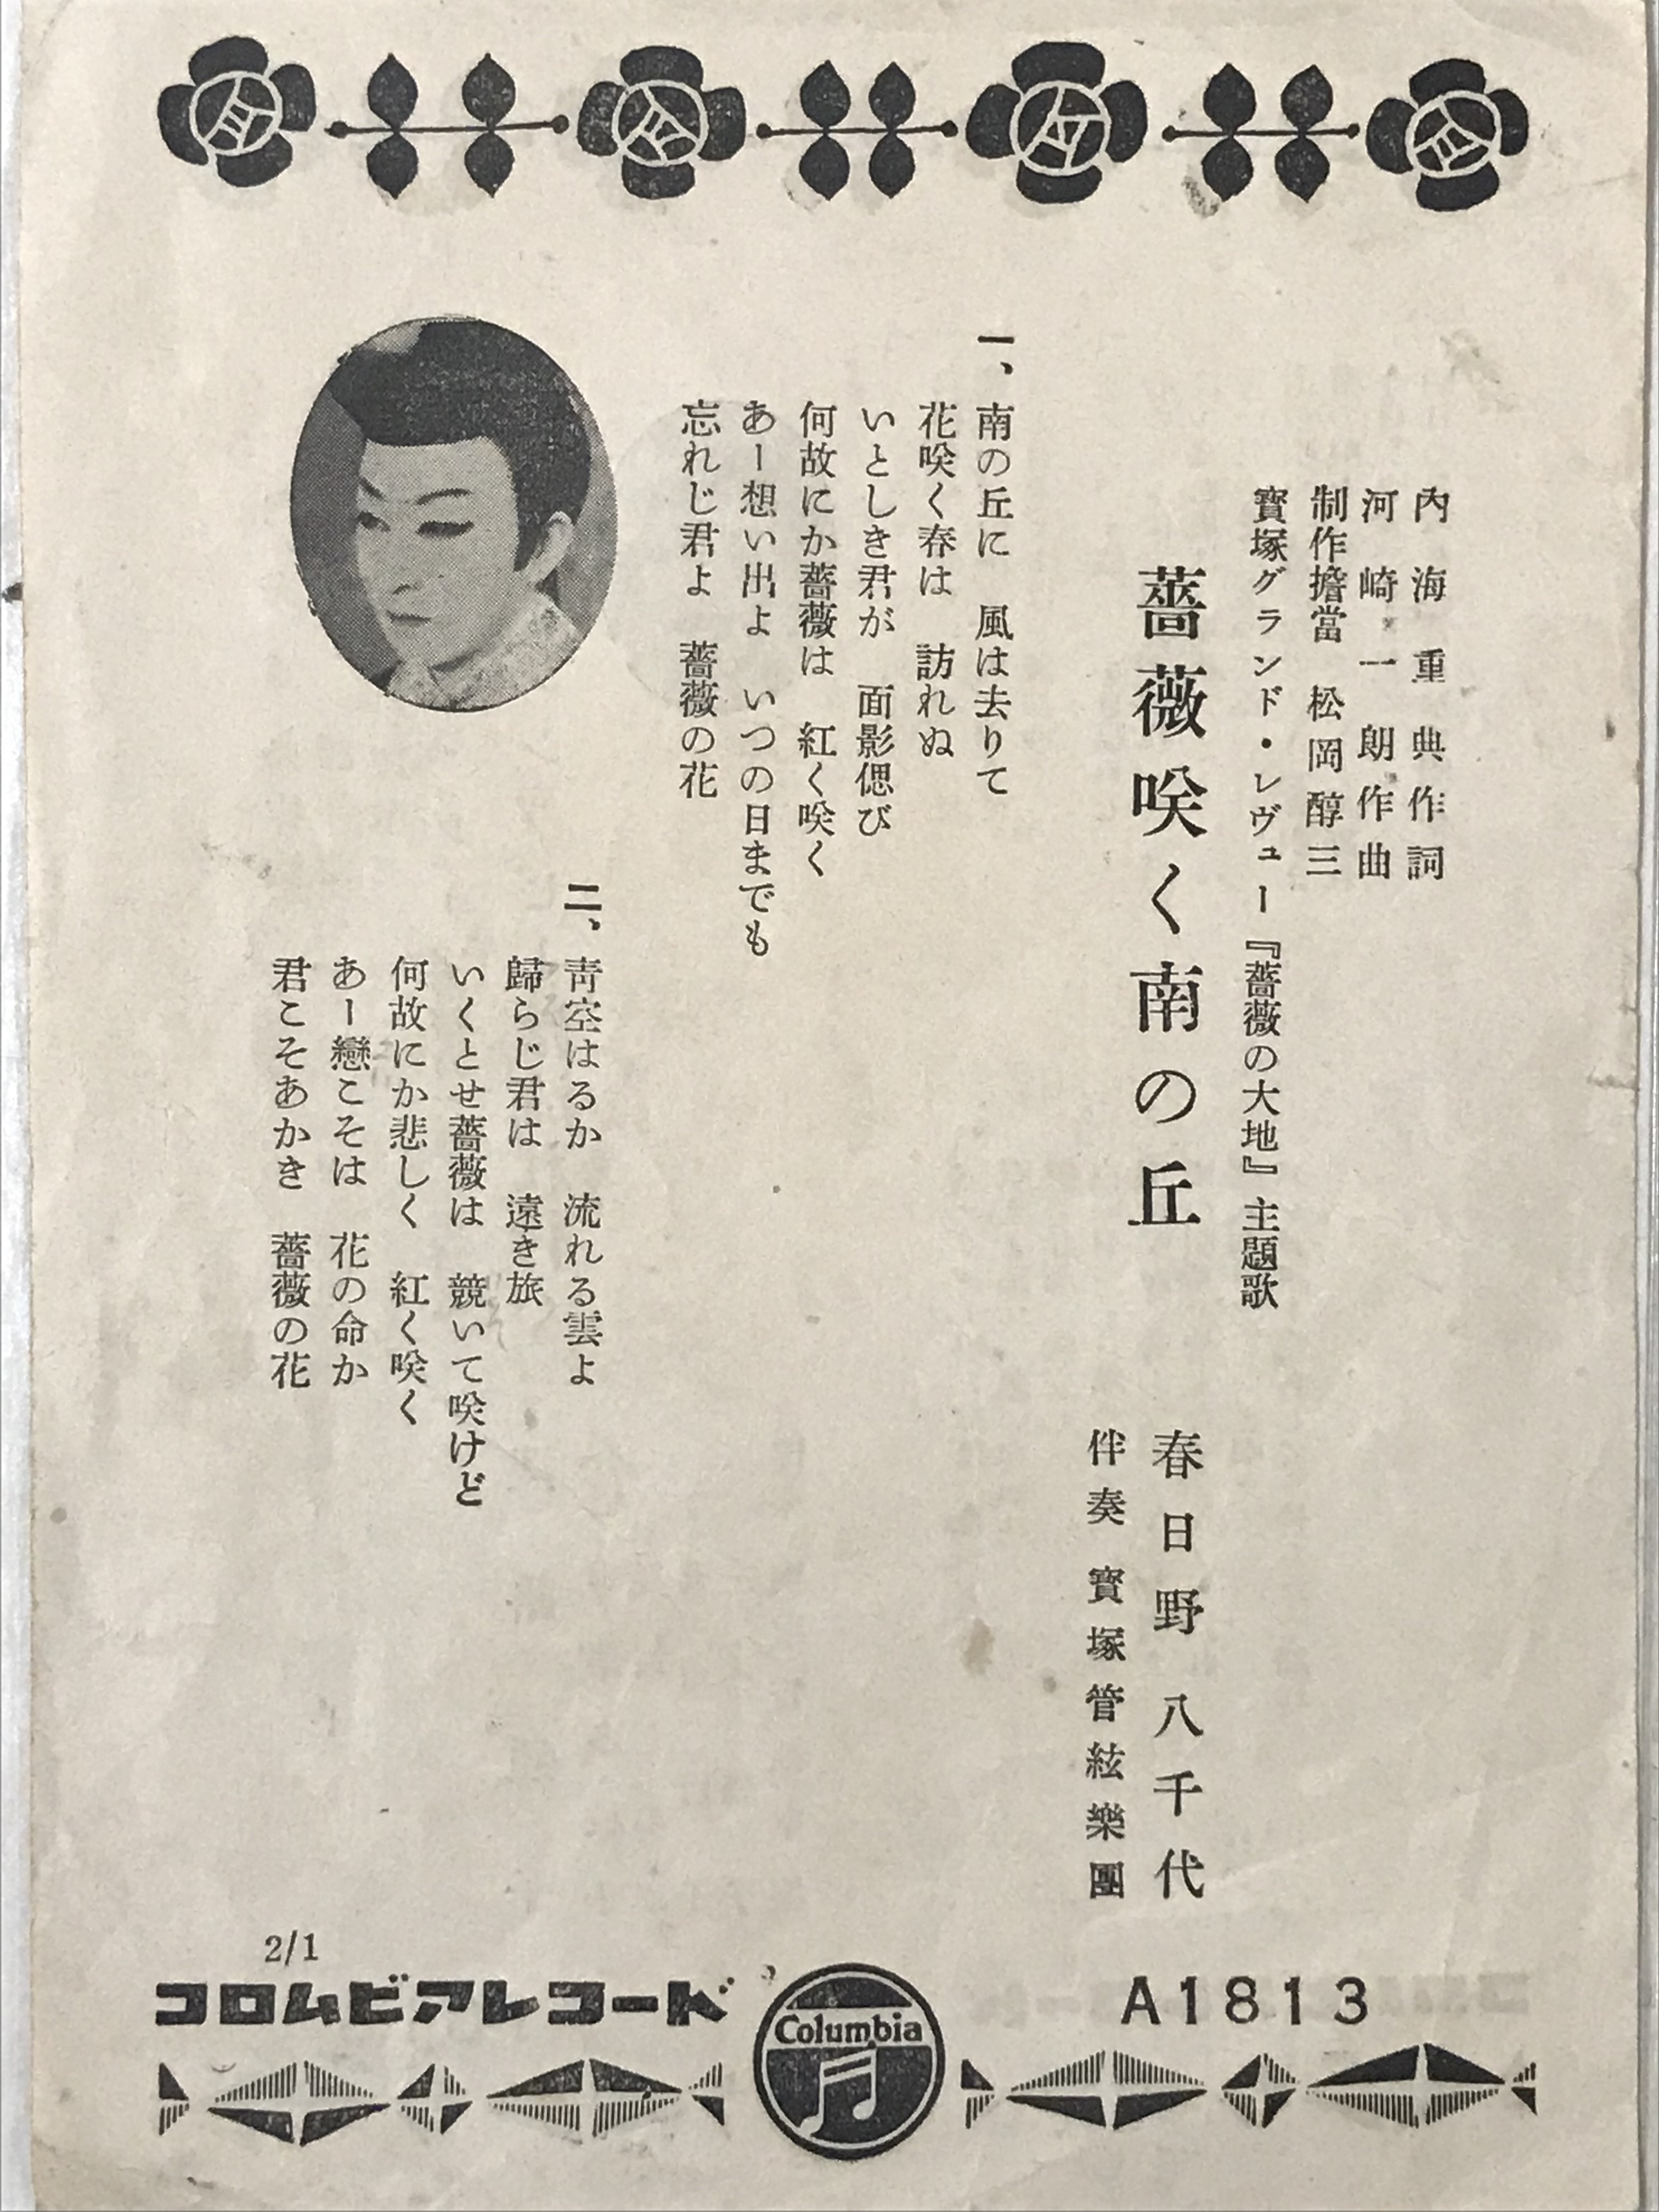 內海重典作詞
河崎一朗作曲
制作擔當 松岡醇三
寳塚グランド・レヴュー『薔薇の大地』主題歌
薔薇咲く南の丘
春日野八千代
伴奏 寳塚管絃樂團
一、南の丘に 風は去りて
花咲く春は 訪れぬ
いとしき君が 面影偲び
何故にか薔薇は 紅く咲く
あー想い出よ いつの日までも
忘れじ君よ 薔薇の花
二、靑空はるか 流れる雲よ
歸らじ君は 遠き旅
いくとせ薔薇は 競いて咲けど
何故にか悲しく 紅く咲く
あー戀こそは 花の命か
君こそあかき 薔薇の花
2/1
コロムビアレコード
Columbia
A1813